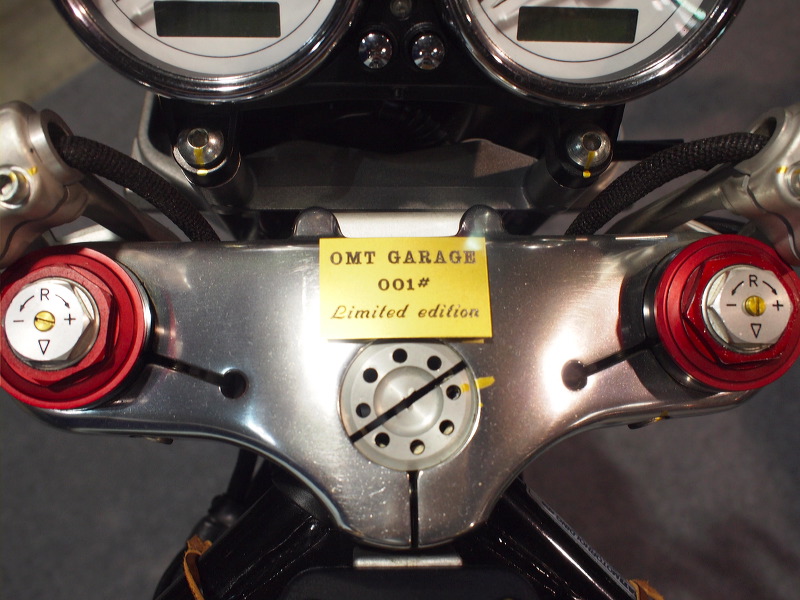 OMT GARAGE
001#
Limited edition
R
- +
R
- +